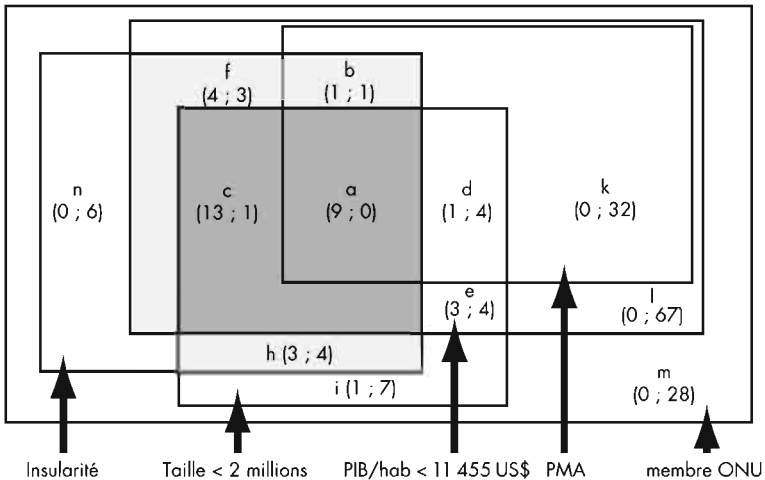 f
(4 ; 3)
b
(1 ; 1)
n
(0 ; 6)
c
(13 ; 1)
a
(9 ; 0)
d
(1 ; 4)
k
(0 ; 32)
e
(3 ; 4)
l
(0 ; 67)
h (3 ; 4)
i (1 ; 7)
m
(0 ; 28)
Insularité
Taille < 2 millions
PIB/hab < 11 455 US$
PMA
membre ONU